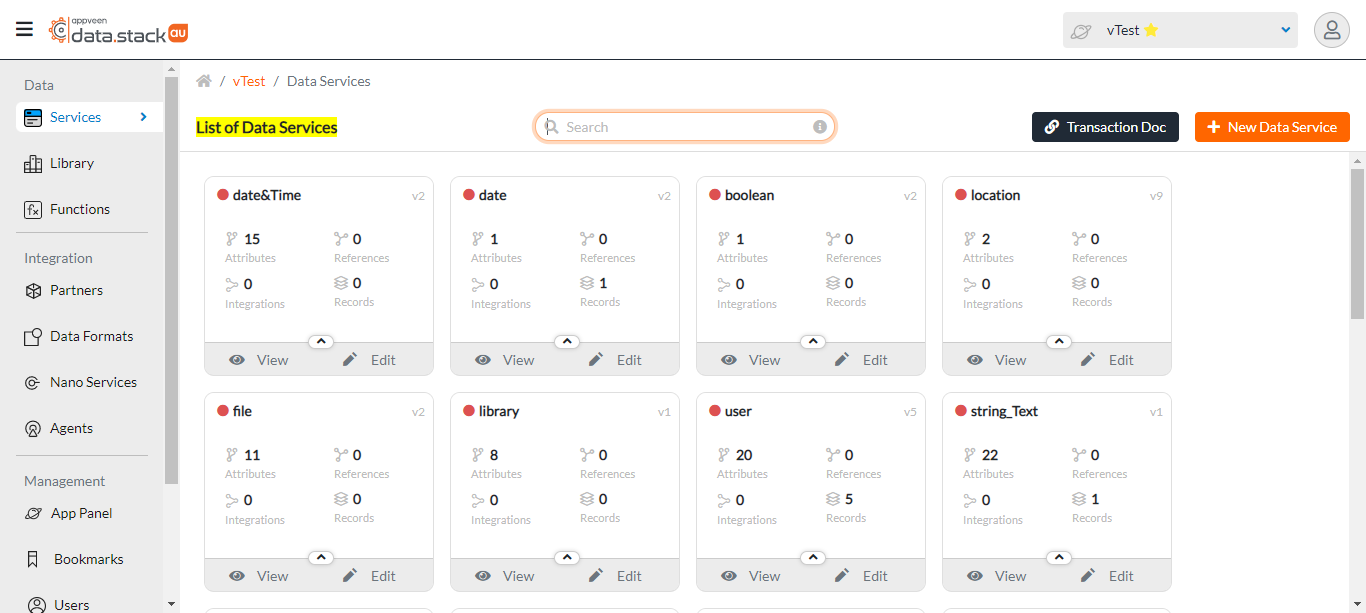 appveen
data.stack au
vTest ⭐
Data
Services
Library
Functions
Integration
Partners
Data Formats
Nano Services
Agents
Management
App Panel
Bookmarks
Users
/ vTest / Data Services
List of Data Services
Search
Transaction Doc
+ New Data Service
date&Time v2
15 0
Attributes References
0 0
Integrations Records
View Edit
date v2
1 0
Attributes References
0 1
Integrations Records
View Edit
boolean v2
1 0
Attributes References
0 0
Integrations Records
View Edit
location v9
2 0
Attributes References
0 0
Integrations Records
View Edit
file v2
11 0
Attributes References
0 0
Integrations Records
View Edit
library v1
8 0
Attributes References
0 0
Integrations Records
View Edit
user v5
20 0
Attributes References
0 5
Integrations Records
View Edit
string_Text v1
22 0
Attributes References
0 1
Integrations Records
View Edit